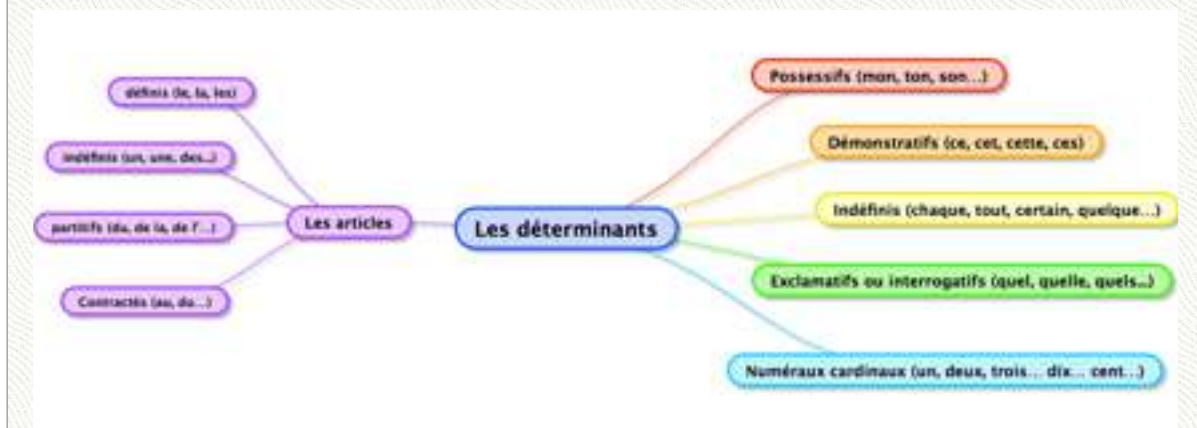 définis (le, la, les)
indéfinis (un, une, des...)
partitifs (du, de la, de l'...)
Contractés (au, du...)
Les articles
Les déterminants
Possessifs (mon, ton, son...)
Démonstratifs (ce, cet, cette, ces)
Indéfinis (chaque, tout, certain, quelque...)
Exclamatifs ou interrogatifs (quel, quelle, quels...)
Numéraux cardinaux (un, deux, trois... dix... cent...)